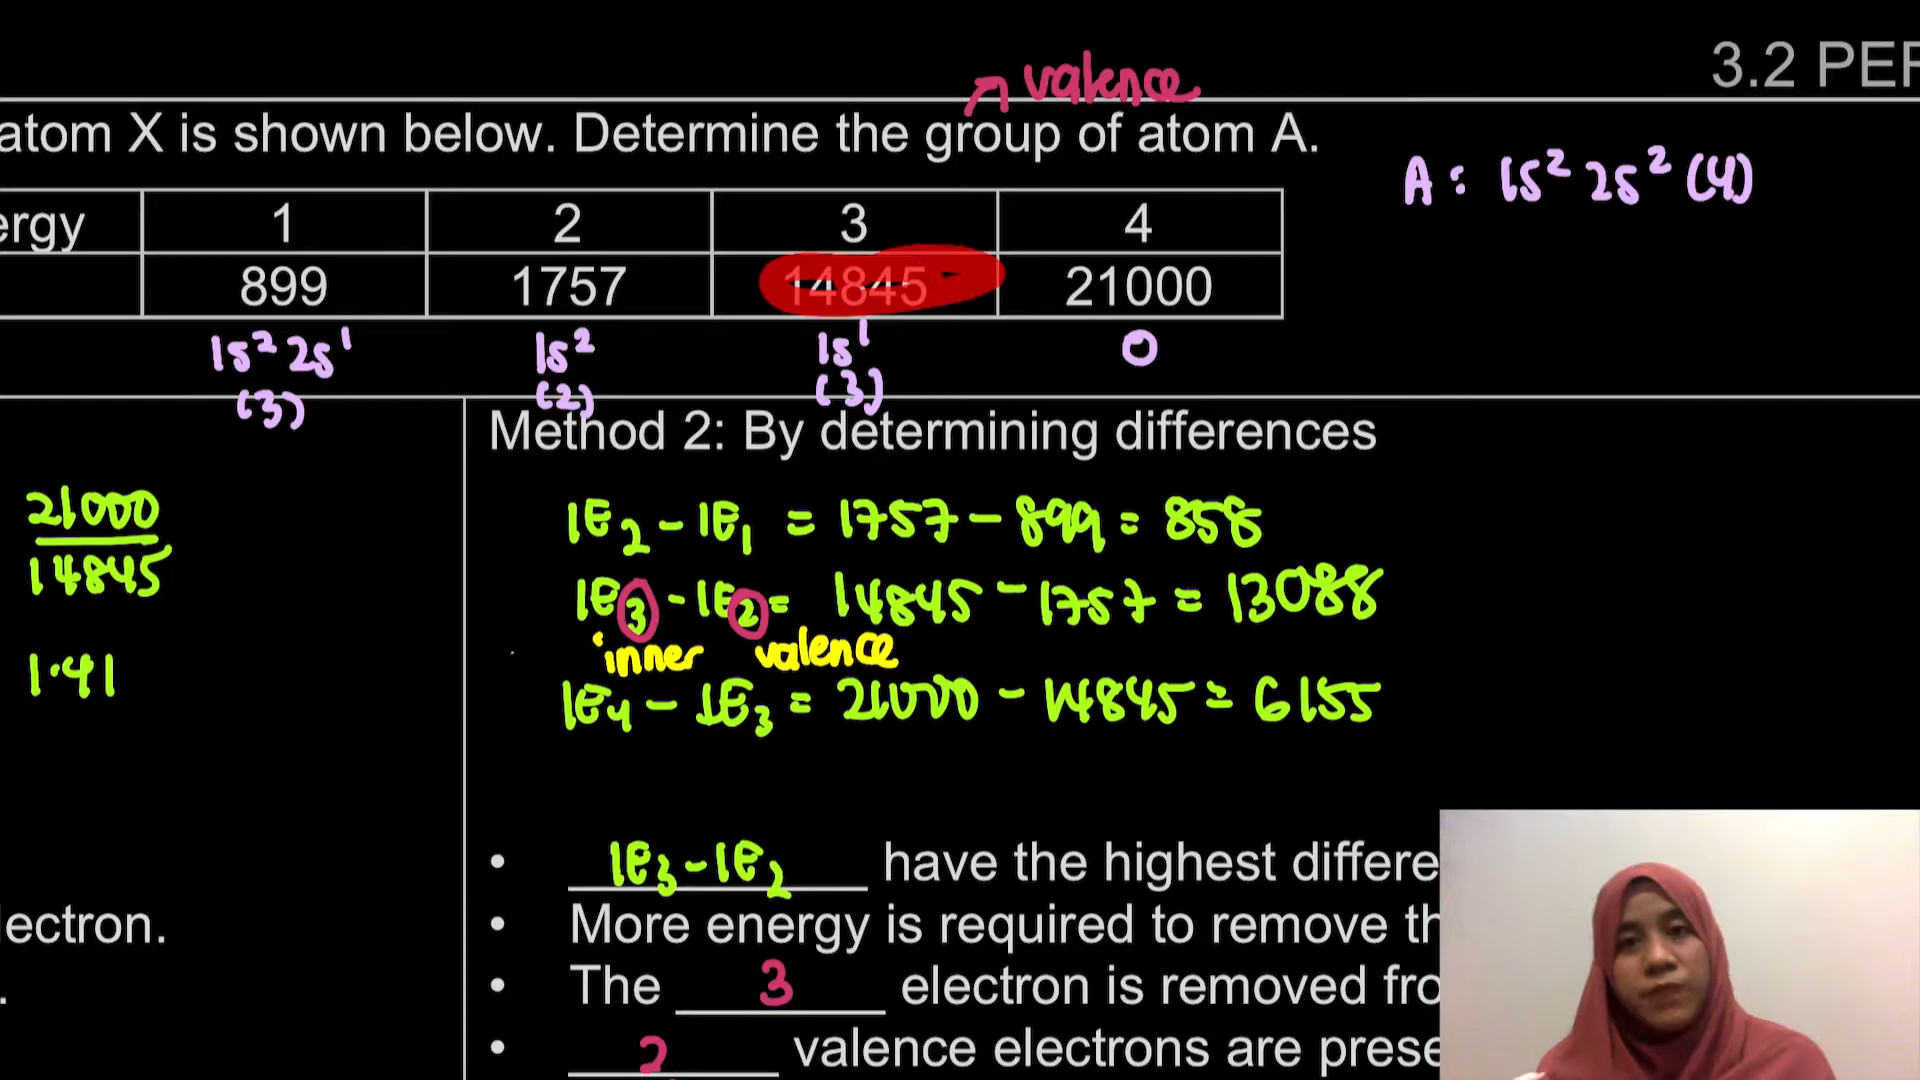 3.2 PER
valence
atom X is shown below. Determine the group of atom A.
A : 1s² 2s² (4)
ergy 1 2 3 4
899 1757 14845 21000
1s² 2s¹ 1s² 1s¹ 0
(3) (2) (3)
Method 2: By determining differences
21000
14845
1.41
IE₂ - IE₁ = 1757 - 899 = 858
IE₃ - IE₂ = 14845 - 1757 = 13088
inner valence
IE₄ - IE₃ = 21000 - 14845 = 6155
• IE₃ - IE₂ have the highest differe
• More energy is required to remove th
lectron.
• The 3 electron is removed fro
• 2 valence electrons are prese